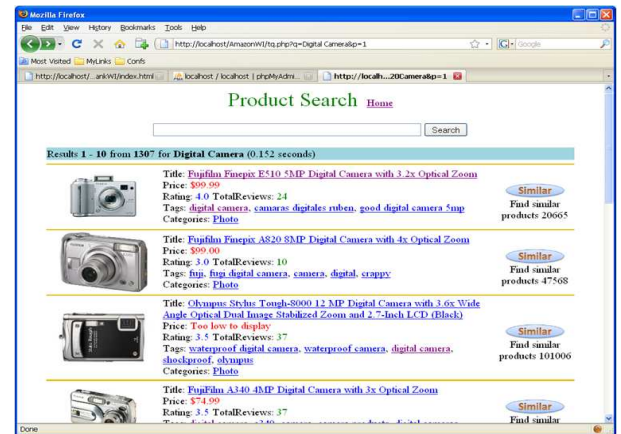 Mozilla Firefox
File Edit View History Bookmarks Tools Help
http://localhost/AmazonWI/tq.php?q=Digital Camera&p=1
Google
Most Visited MyLinks Confs
http://localhost/...ankWI/index.html localhost / localhost | phpMyAdmi... http://localh...20Camera&p=1
Product Search Home
Search
Results 1 - 10 from 1307 for Digital Camera (0.152 seconds)
Title: Fujifilm Finepix E510 5MP Digital Camera with 3.2x Optical Zoom
Price: $99.99
Rating: 4.0 TotalReviews: 24
Tags: digital camera, camaras digitales ruben, good digital camera 5mp
Categories: Photo
Similar
Find similar
products 20665
Title: Fujifilm Finepix A820 8MP Digital Camera with 4x Optical Zoom
Price: $99.00
Rating: 3.0 TotalReviews: 10
Tags: fuji, fugi digital camera, camera, digital, crappy
Categories: Photo
Similar
Find similar
products 47568
Title: Olympus Stylus Tough-8000 12 MP Digital Camera with 3.6x Wide
Angle Optical Dual Image Stabilized Zoom and 2.7-Inch LCD (Black)
Price: Too low to display
Rating: 3.5 TotalReviews: 37
Tags: waterproof digital camera, waterproof camera, digital camera,
shockproof, olympus
Categories: Photo
Similar
Find similar
products 101006
Title: FujiFilm A340 4MP Digital Camera with 3x Optical Zoom
Price: $74.99
Rating: 3.5 TotalReviews: 37
Similar
Find similar
Done